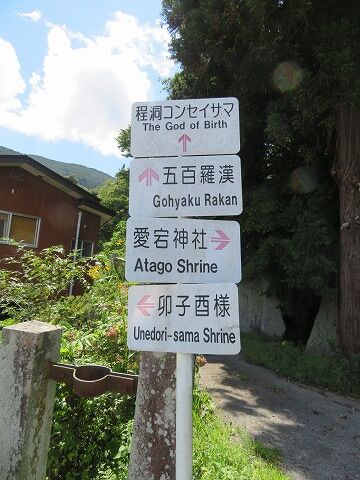 程洞コンセイサマ
The God of Birth
↑
↑五百羅漢
Gohyaku Rakan
愛宕神社→
Atago Shrine
←卯子酉様
Unedori-sama Shrine